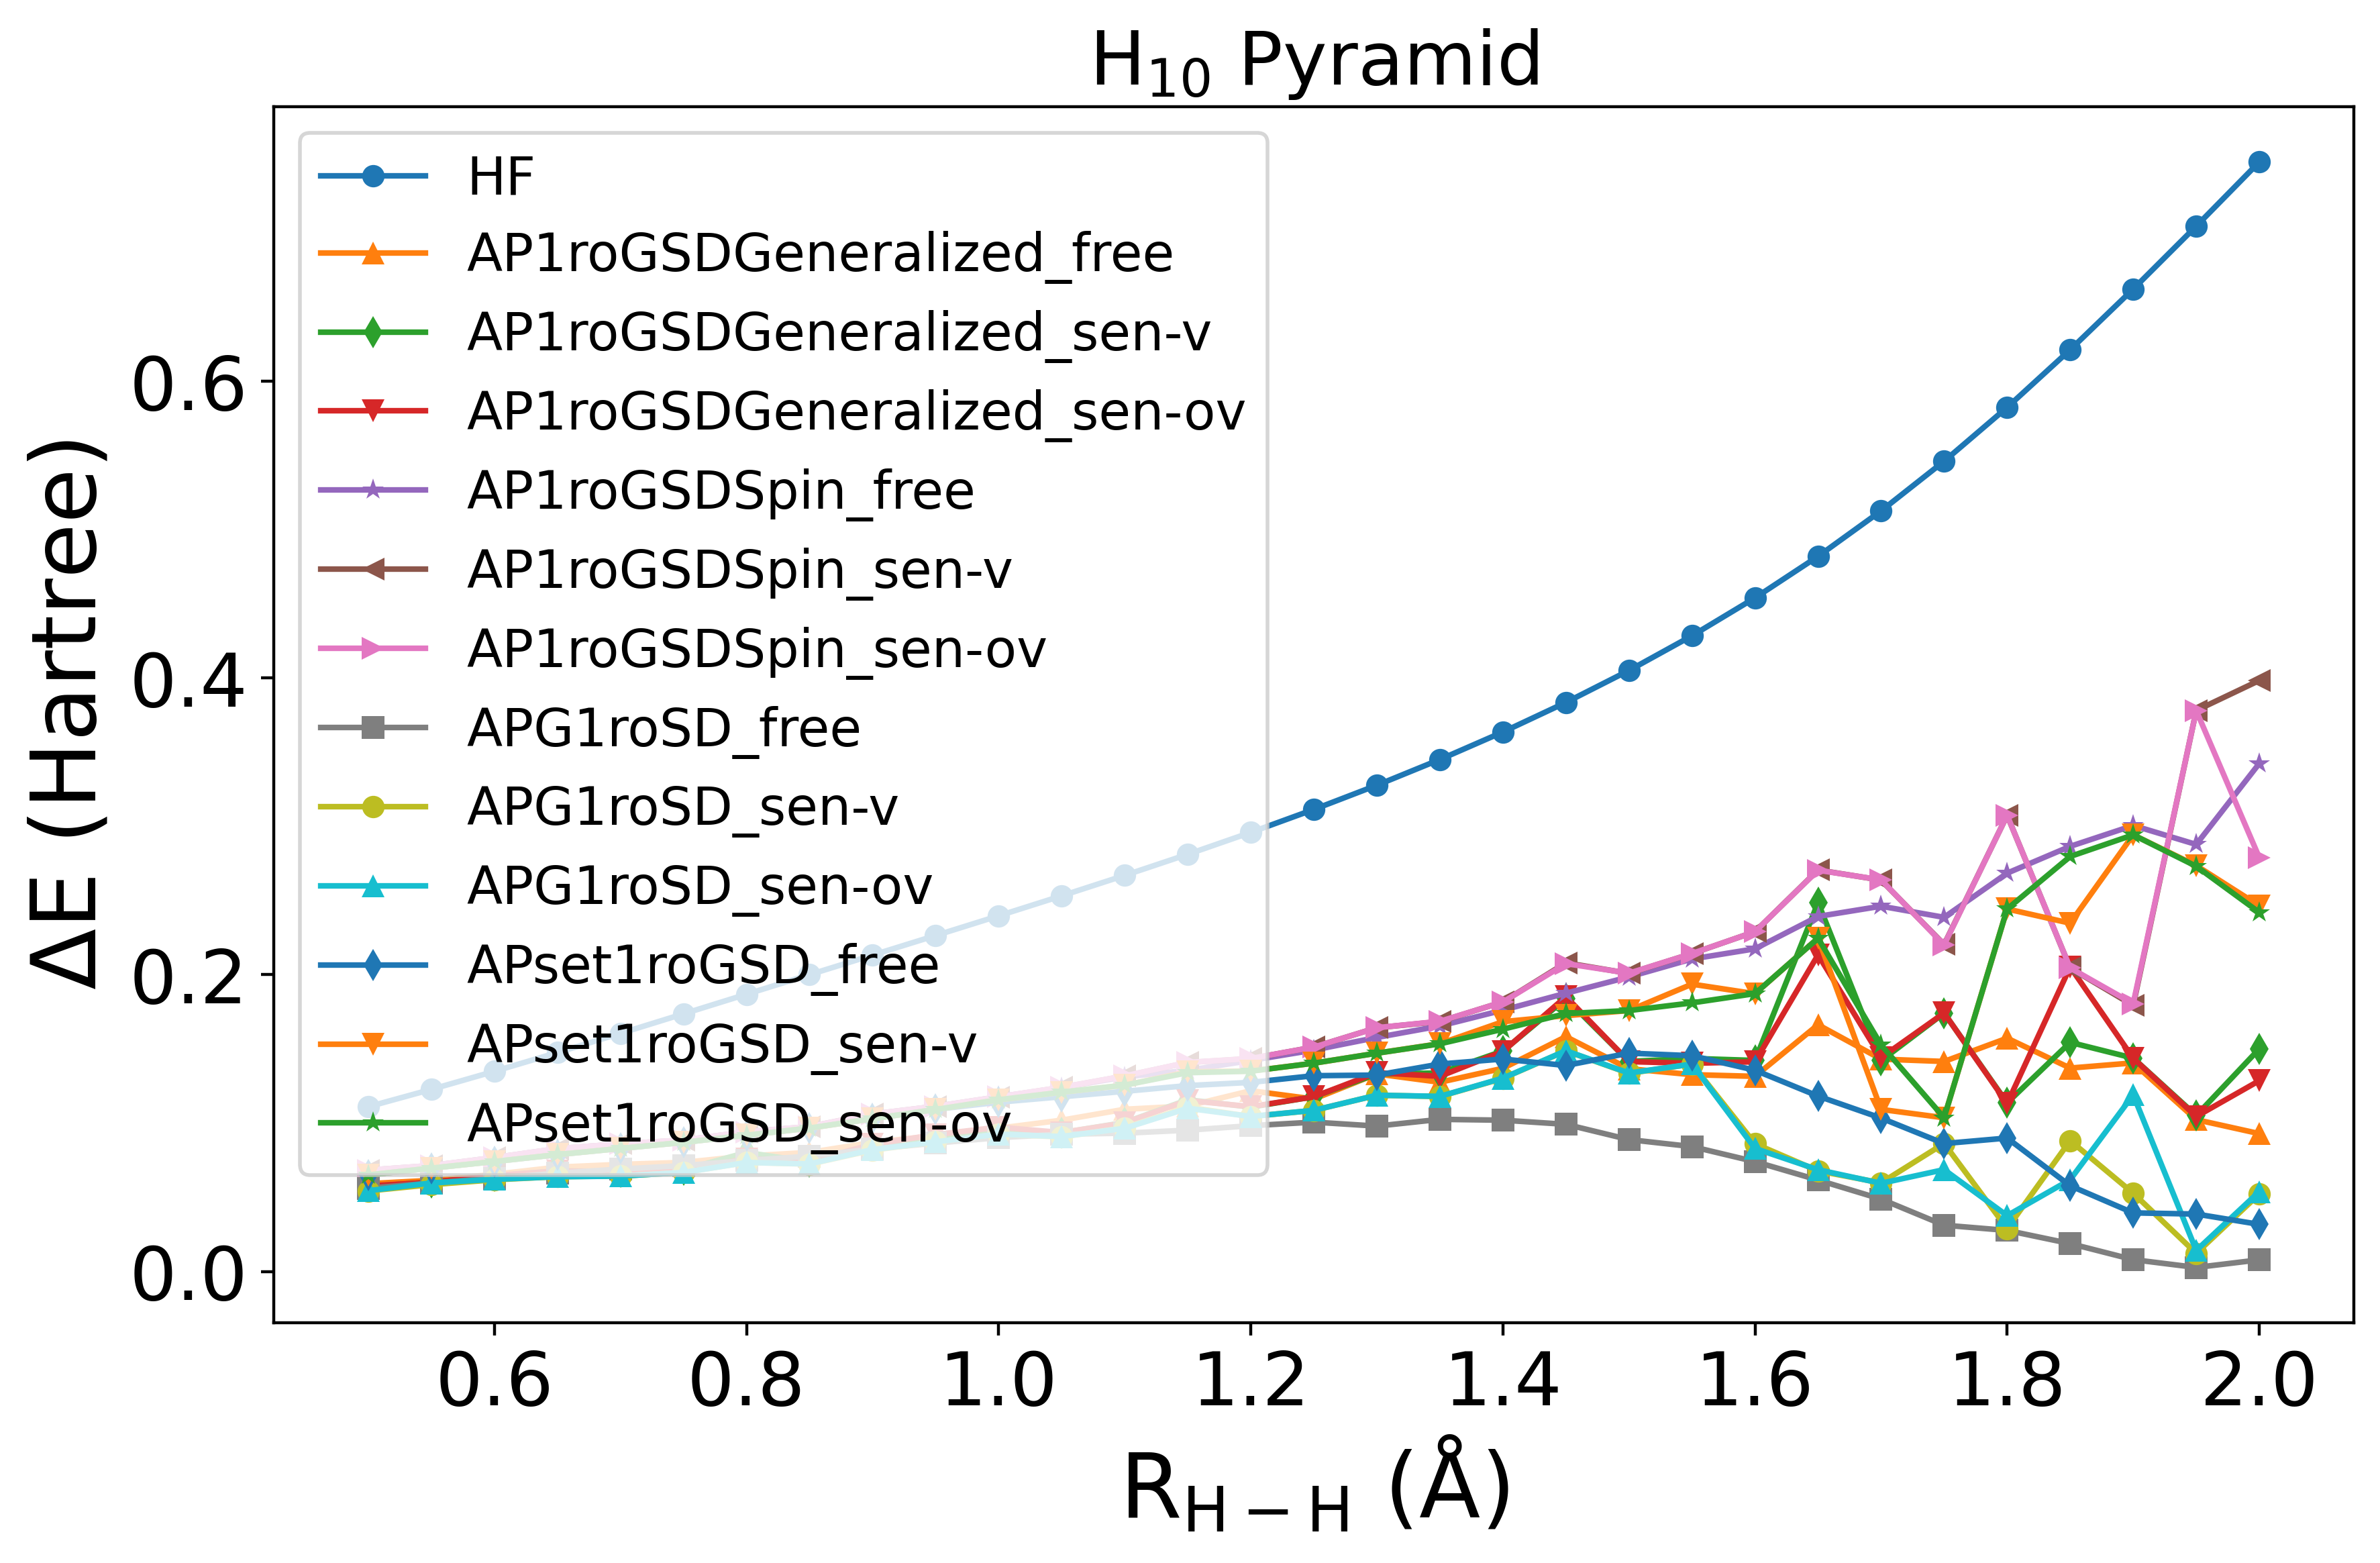 H10 Pyramid
HF
AP1roGSDGeneralized_free
AP1roGSDGeneralized_sen-v
AP1roGSDGeneralized_sen-ov
AP1roGSDSpin_free
AP1roGSDSpin_sen-v
AP1roGSDSpin_sen-ov
APG1roSD_free
APG1roSD_sen-v
APG1roSD_sen-ov
APset1roGSD_free
APset1roGSD_sen-v
APset1roGSD_sen-ov
ΔE (Hartree)
0.6
0.4
0.2
0.0
0.6 0.8 1.0 1.2 1.4 1.6 1.8 2.0
RH−H (Å)